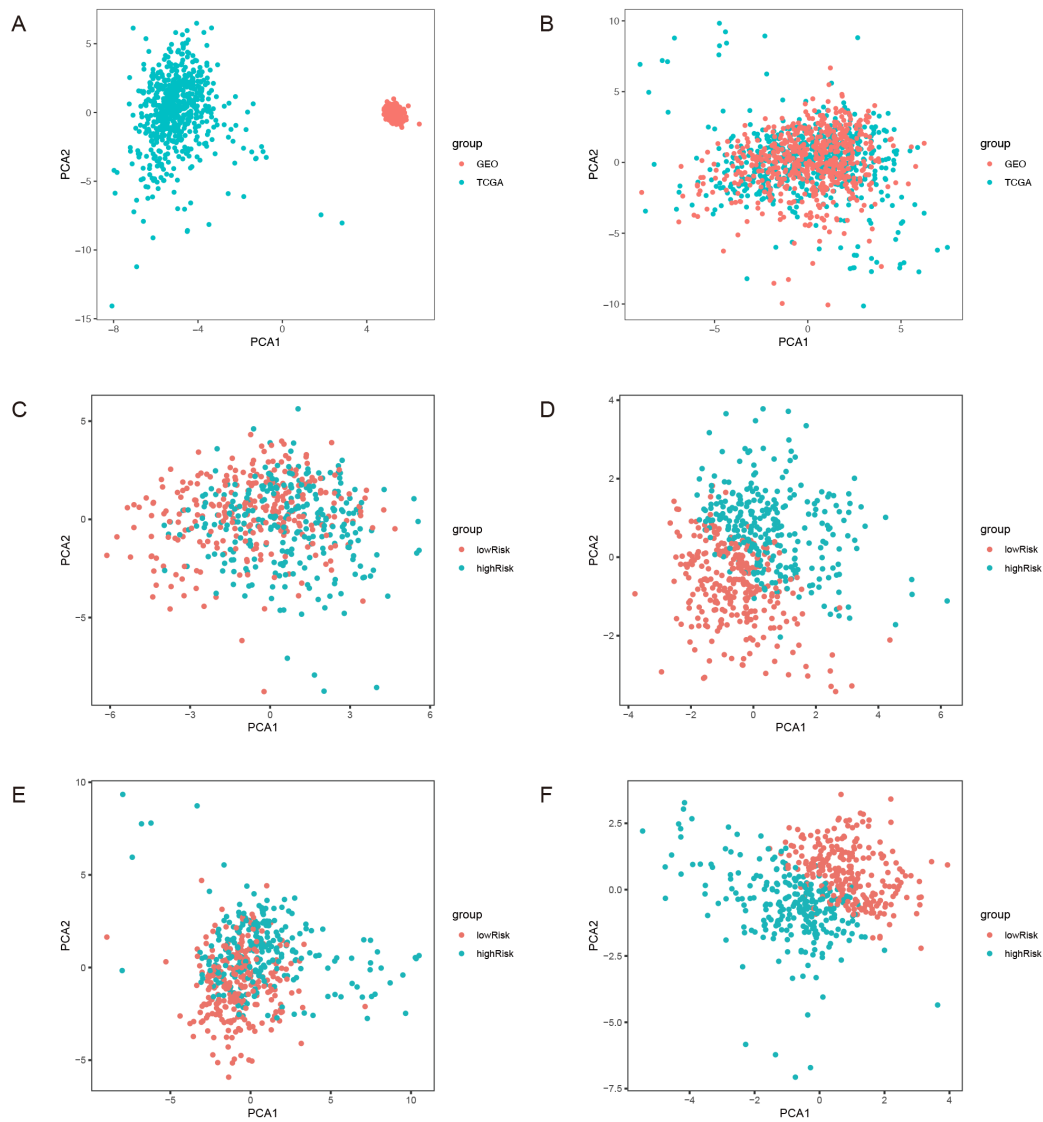 A
5
0
−5
−10
−15
−8
−4
0
4
PCA1
PCA2
group
GEO
TCGA
B
10
5
0
−5
−10
−5
0
5
PCA1
PCA2
group
GEO
TCGA
C
5
0
−5
−6
−3
0
3
6
PCA1
PCA2
group
lowRisk
highRisk
D
4
2
0
−2
−4
−2
0
2
4
6
PCA1
PCA2
group
lowRisk
highRisk
E
10
5
0
−5
−5
0
5
10
PCA1
PCA2
group
lowRisk
highRisk
F
2.5
0.0
−2.5
−5.0
−7.5
−4
−2
0
2
4
PCA1
PCA2
group
lowRisk
highRisk